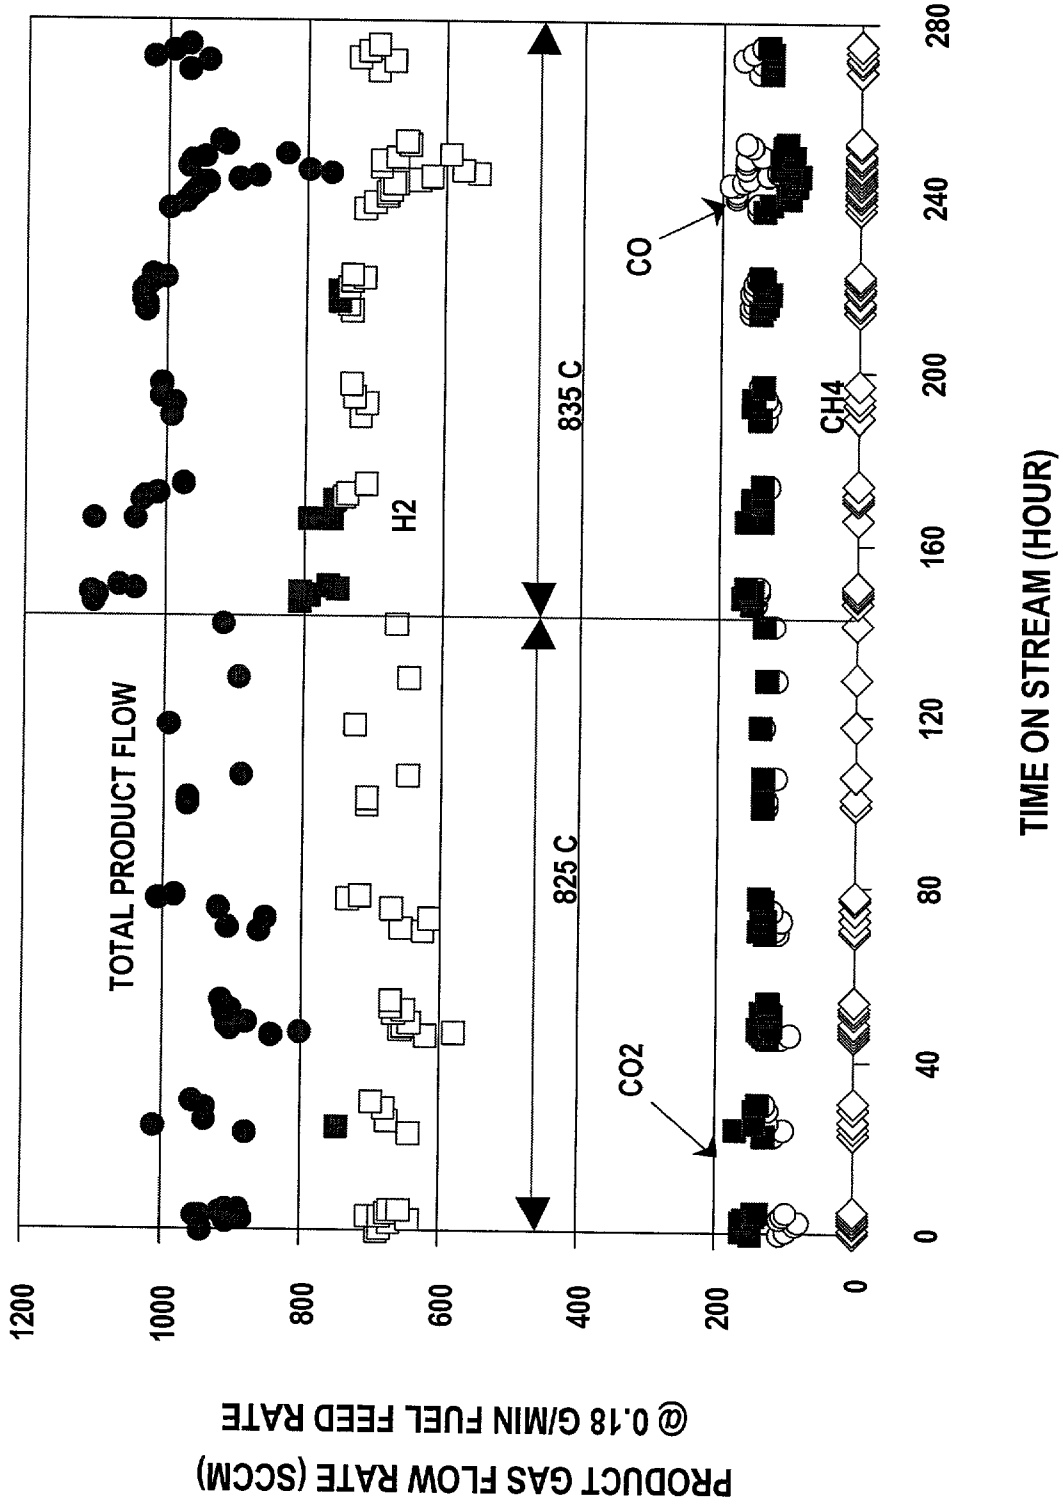 PRODUCT GAS FLOW RATE (SCCM)
@ 0.18 G/MIN FUEL FEED RATE
1200
1000
800
600
400
200
0
TOTAL PRODUCT FLOW
H2
825 C
835 C
CO2
CO
CH4
0
40
80
120
160
200
240
280
TIME ON STREAM (HOUR)